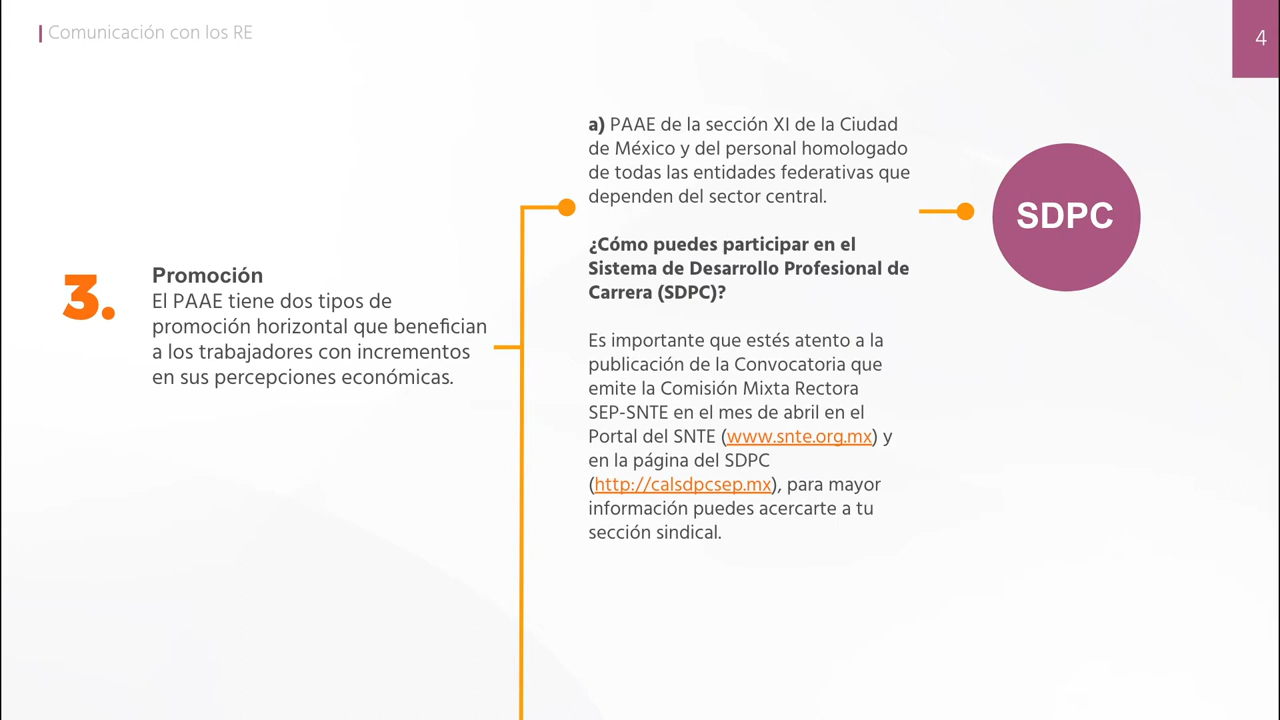 Comunicación con los RE
4
3.
Promoción
El PAAE tiene dos tipos de
promoción horizontal que benefician
a los trabajadores con incrementos
en sus percepciones económicas.
a) PAAE de la sección XI de la Ciudad
de México y del personal homologado
de todas las entidades federativas que
dependen del sector central.
¿Cómo puedes participar en el
Sistema de Desarrollo Profesional de
Carrera (SDPC)?
Es importante que estés atento a la
publicación de la Convocatoria que
emite la Comisión Mixta Rectora
SEP-SNTE en el mes de abril en el
Portal del SNTE (www.snte.org.mx) y
en la página del SDPC
(http://calsdpcsep.mx), para mayor
información puedes acercarte a tu
sección sindical.
SDPC